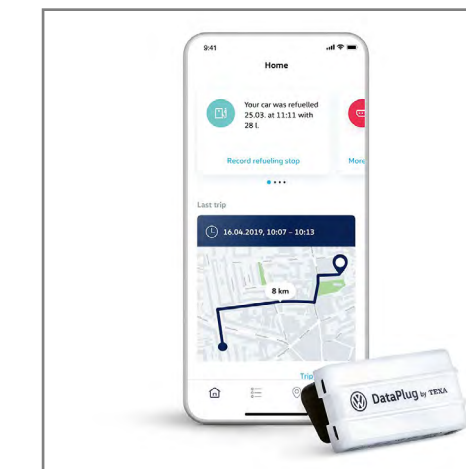 9:41
Home
Your car was refuelled
25.03. at 11:11 with
28 l.
Record refueling stop
More
Last trip
16.04.2019, 10:07 – 10:13
8 km
Trip
DataPlug by TEXA